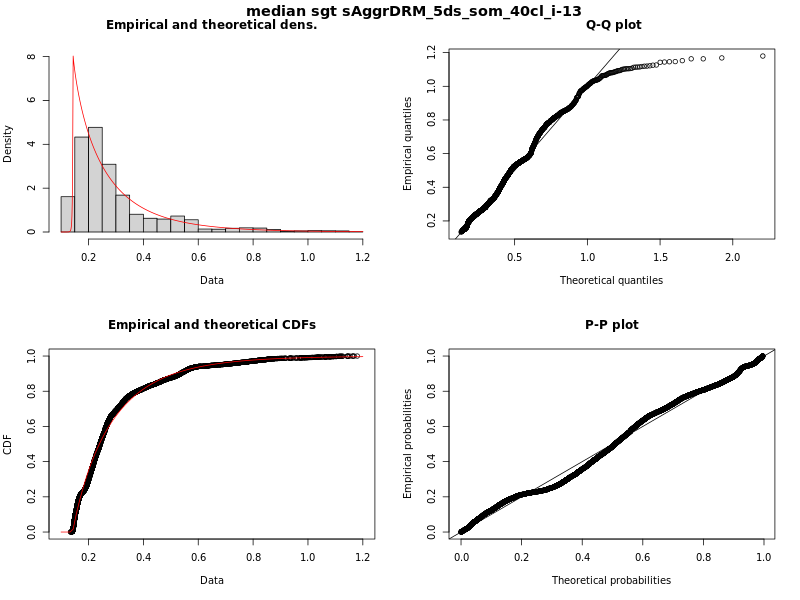 median sgt sAggrDRM_5ds_som_40cl_i-13
Empirical and theoretical dens.
Density
0 2 4 6 8
0.2 0.4 0.6 0.8 1.0 1.2
Data
Q-Q plot
Empirical quantiles
0.2 0.4 0.6 0.8 1.0 1.2
0.5 1.0 1.5 2.0
Theoretical quantiles
Empirical and theoretical CDFs
CDF
0.0 0.2 0.4 0.6 0.8 1.0
0.2 0.4 0.6 0.8 1.0 1.2
Data
P-P plot
Empirical probabilities
0.0 0.2 0.4 0.6 0.8 1.0
0.0 0.2 0.4 0.6 0.8 1.0
Theoretical probabilities